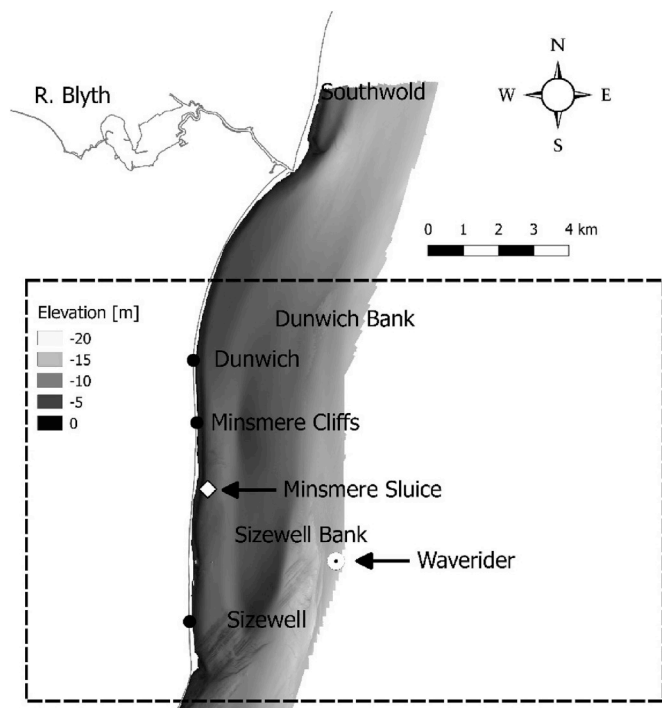 N
R. Blyth
Southwold
W
E
S
0 1 2 3 4 km
Elevation [m]
-20
-15
-10
-5
0
Dunwich Bank
Dunwich
Minsmere Cliffs
Minsmere Sluice
Sizewell Bank
Waverider
Sizewell